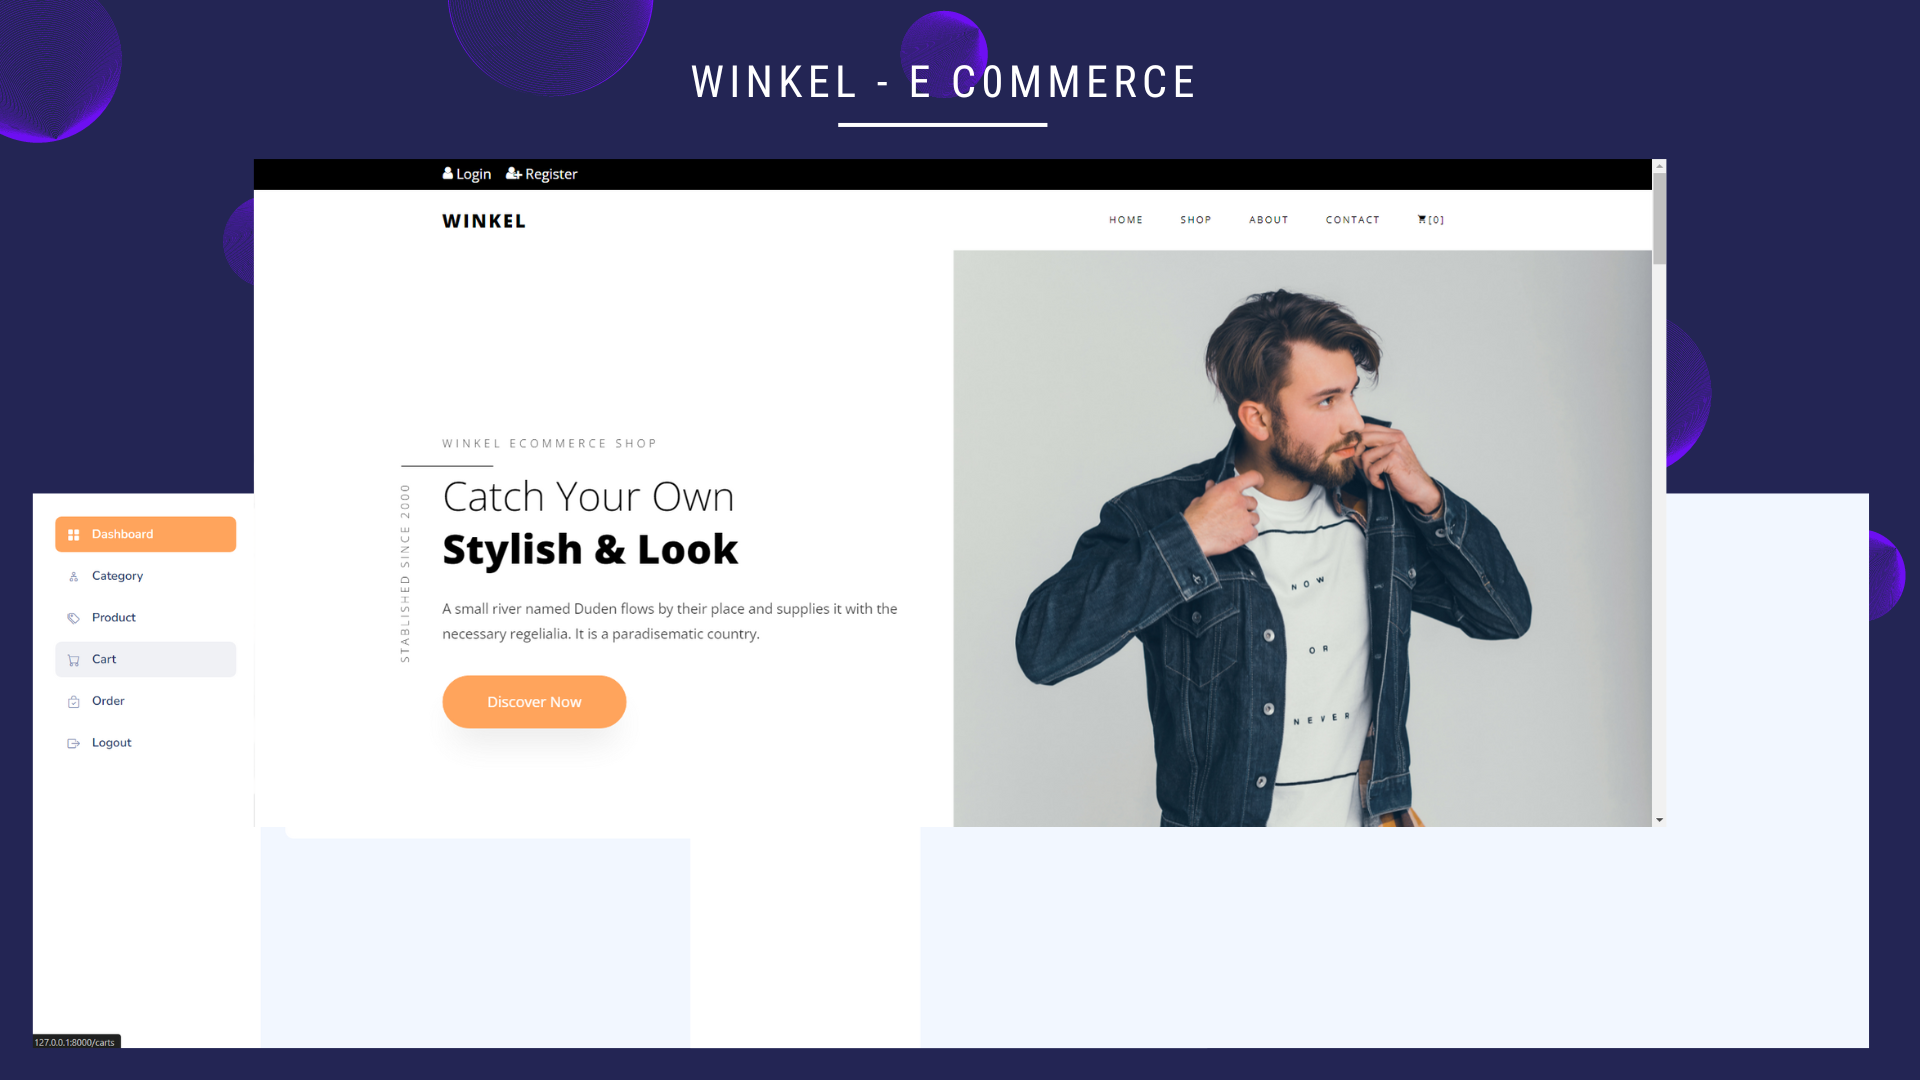 WINKEL - E C0MMERCE
Login Register
WINKEL
HOME SHOP ABOUT CONTACT [0]
WINKEL ECOMMERCE SHOP
STABLISHED SINCE 2000
Catch Your Own
Stylish & Look
A small river named Duden flows by their place and supplies it with the
necessary regelialia. It is a paradisematic country.
Discover Now
NOW
OR
NEVER
Dashboard
Category
Product
Cart
Order
Logout
127.0.0.1:8000/carts